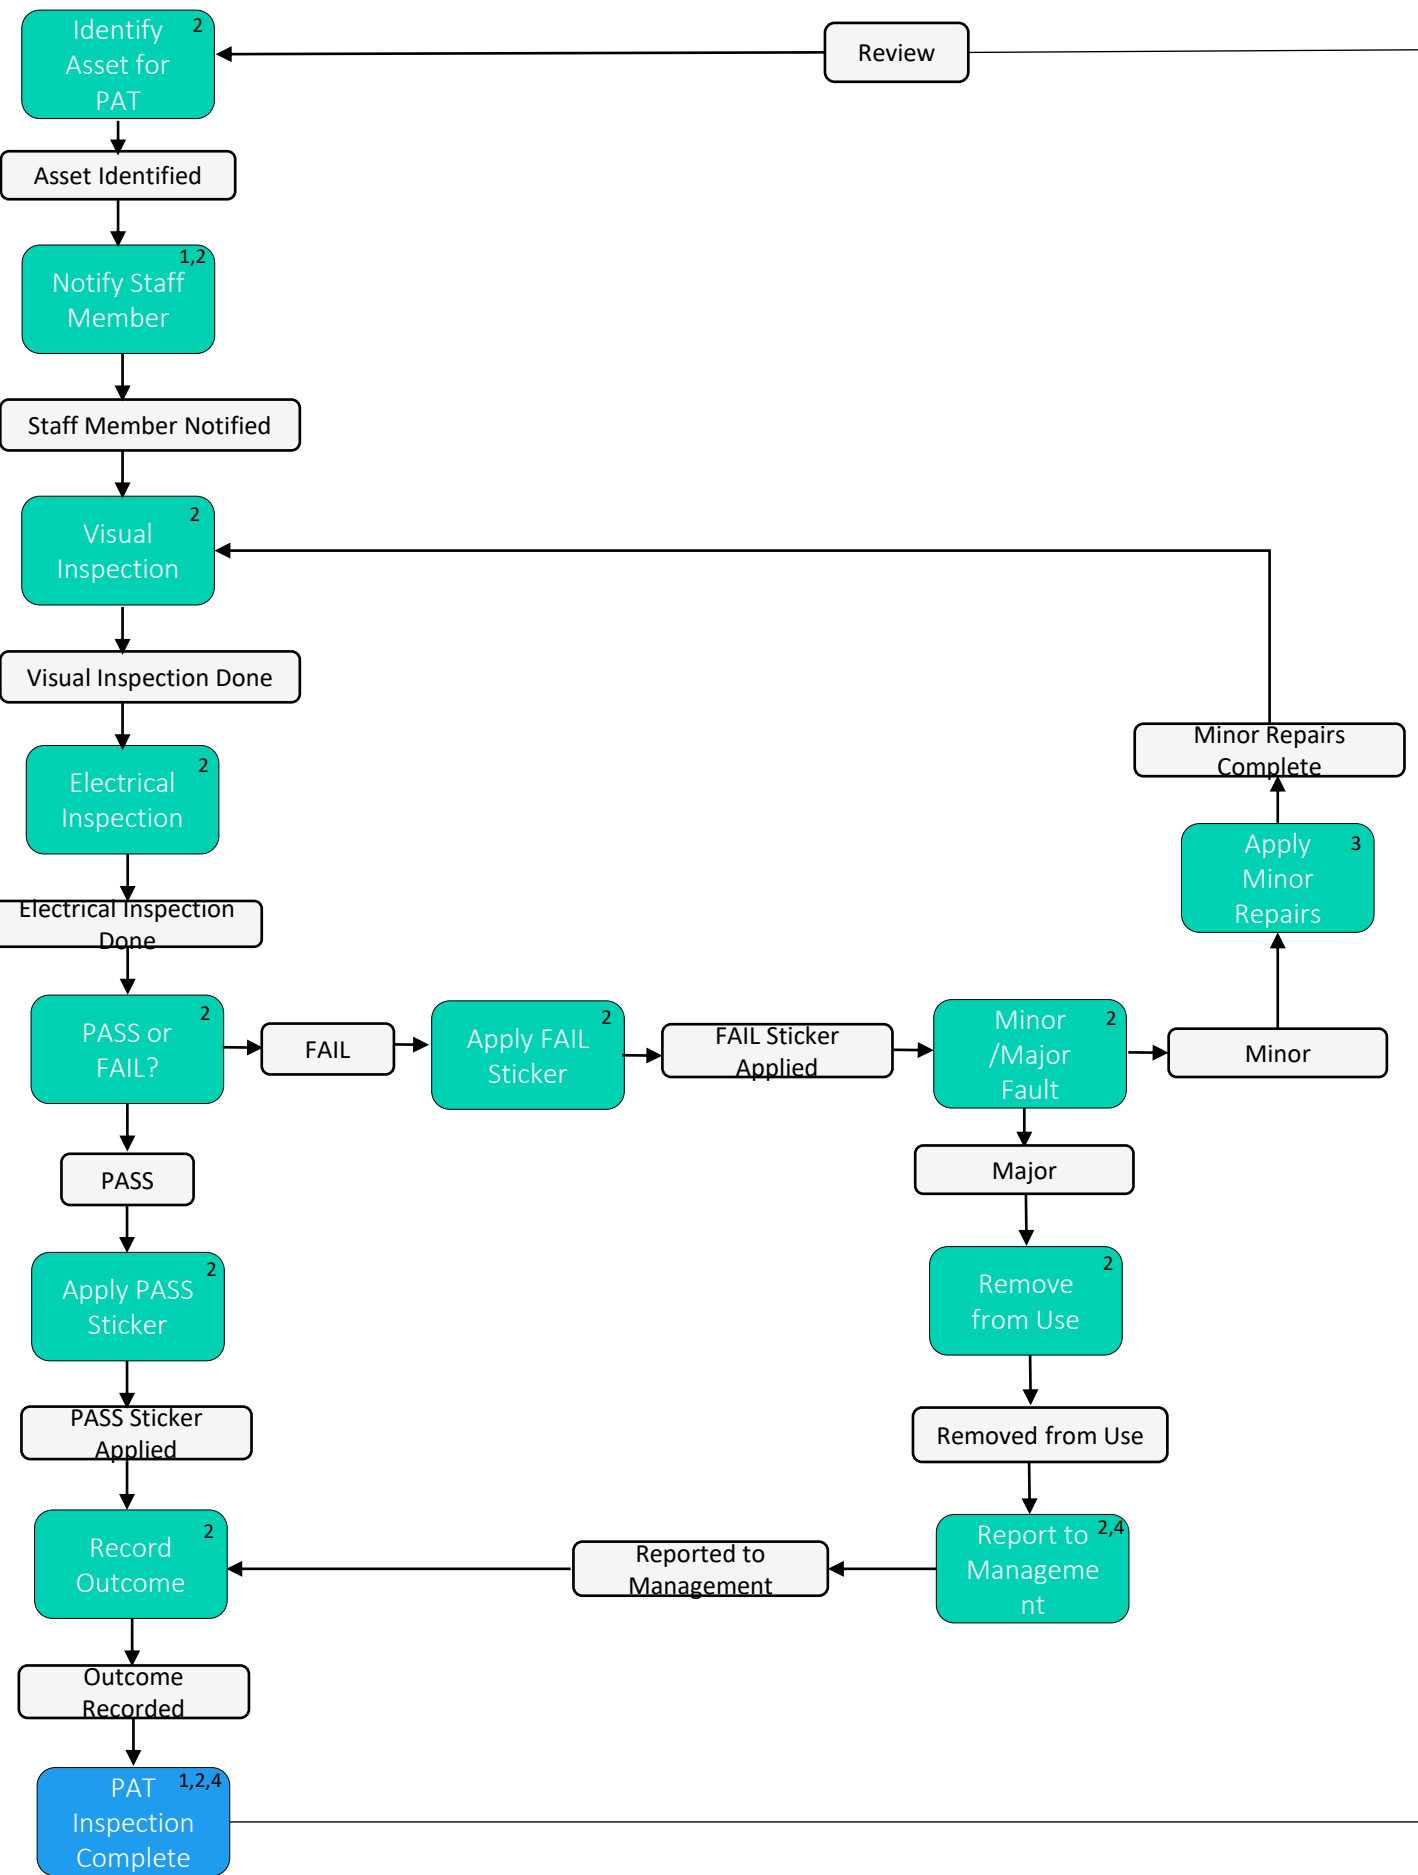 Identify 2
Asset for
PAT
Review
Asset Identified
1,2
Notify Staff
Member
Staff Member Notified
2
Visual
Inspection
Visual Inspection Done
Minor Repairs
Complete
2
Electrical
Inspection
Apply 3
Minor
Repairs
Electrical Inspection
Done
2
PASS or
FAIL?
FAIL
2
Apply FAIL
Sticker
FAIL Sticker
Applied
Minor 2
/Major
Fault
Minor
PASS
Major
2
Apply PASS
Sticker
2
Remove
from Use
PASS Sticker
Applied
Removed from Use
2
Record
Outcome
Reported to
Management
Report to 2,4
Manageme
nt
Outcome
Recorded
PAT 1,2,4
Inspection
Complete